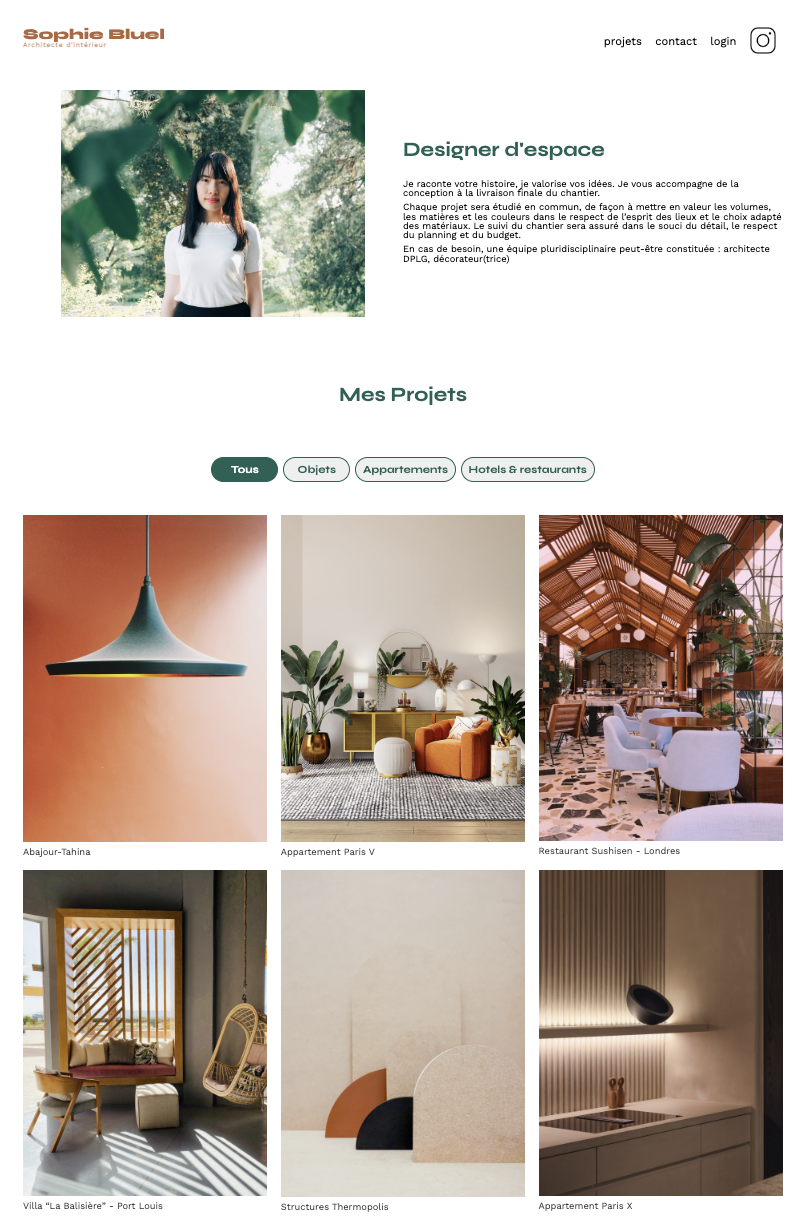 Sophie Bluel
Architecte d'intérieur
projets contact login
Designer d'espace
Je raconte votre histoire, je valorise vos idées. Je vous accompagne de la
conception à la livraison finale du chantier.
Chaque projet sera étudié en commun, de façon à mettre en valeur les volumes,
les matières et les couleurs dans le respect de l'esprit des lieux et le choix adapté
des matériaux. Le suivi du chantier sera assuré dans le souci du détail, le respect
du planning et du budget.
En cas de besoin, une équipe pluridisciplinaire peut-être constituée : architecte
DPLG, décorateur(trice)
Mes Projets
Tous Objets Appartements Hotels & restaurants
Abajour-Tahina
Appartement Paris V
Restaurant Sushisen - Londres
Villa “La Balisière” - Port Louis
Structures Thermopolis
Appartement Paris X